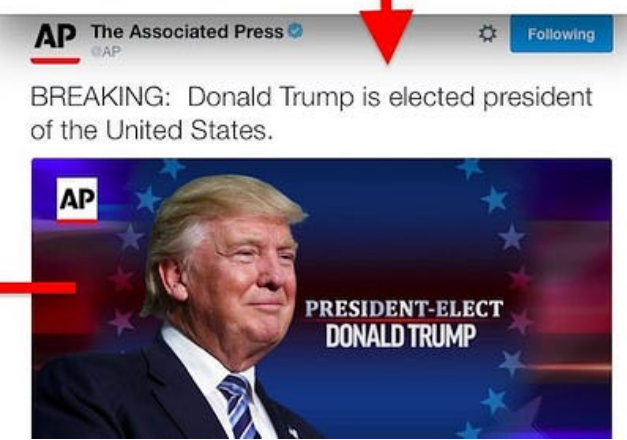 AP The Associated Press
@AP
Following
BREAKING: Donald Trump is elected president
of the United States.
AP
PRESIDENT-ELECT
DONALD TRUMP